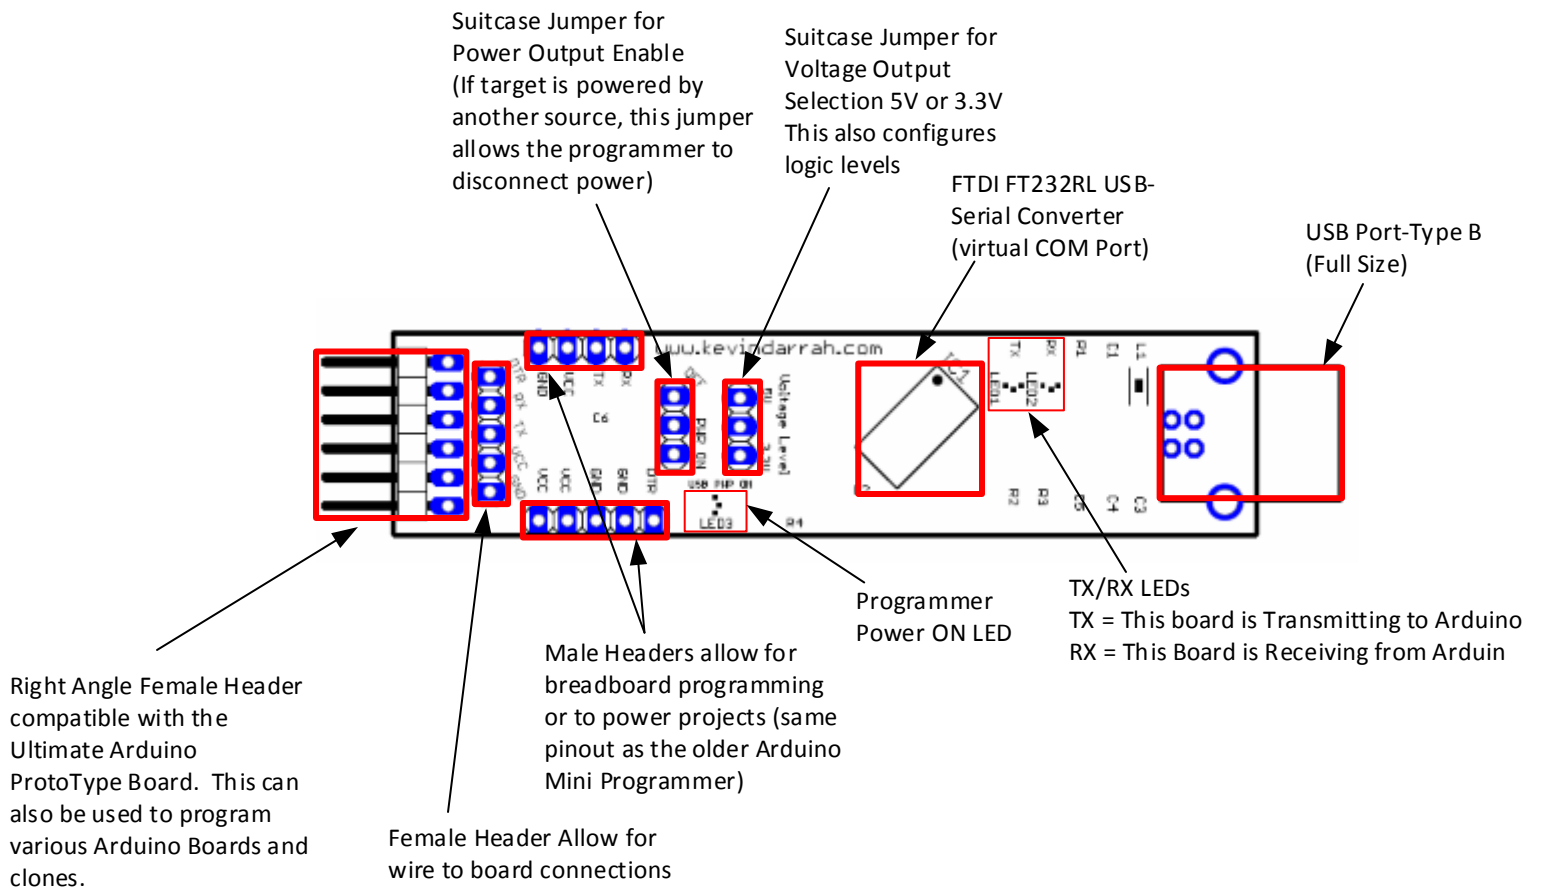 Suitcase Jumper for
Power Output Enable
(If target is powered by
another source, this jumper
allows the programmer to
disconnect power)
Suitcase Jumper for
Voltage Output
Selection 5V or 3.3V
This also configures
logic levels
FTDI FT232RL USB-
Serial Converter
(virtual COM Port)
USB Port-Type B
(Full Size)
www.kevindarrah.com
DTR
RX
TX
VCC
GND
GND
VCC
TX
RX
C6
VCC
VCC
GND
GND
DTR
OFF
PWR ON
5V
3.3V
Voltage Level
USB PWR ON
LED3
R4
IC1
TX
RX
LED1
LED2
R1
C1
L1
R2
R3
C5
C4
C3
Programmer
Power ON LED
TX/RX LEDs
TX = This board is Transmitting to Arduino
RX = This Board is Receiving from Arduin
Male Headers allow for
breadboard programming
or to power projects (same
pinout as the older Arduino
Mini Programmer)
Right Angle Female Header
compatible with the
Ultimate Arduino
ProtoType Board.  This can
also be used to program
various Arduino Boards and
clones.
Female Header Allow for
wire to board connections